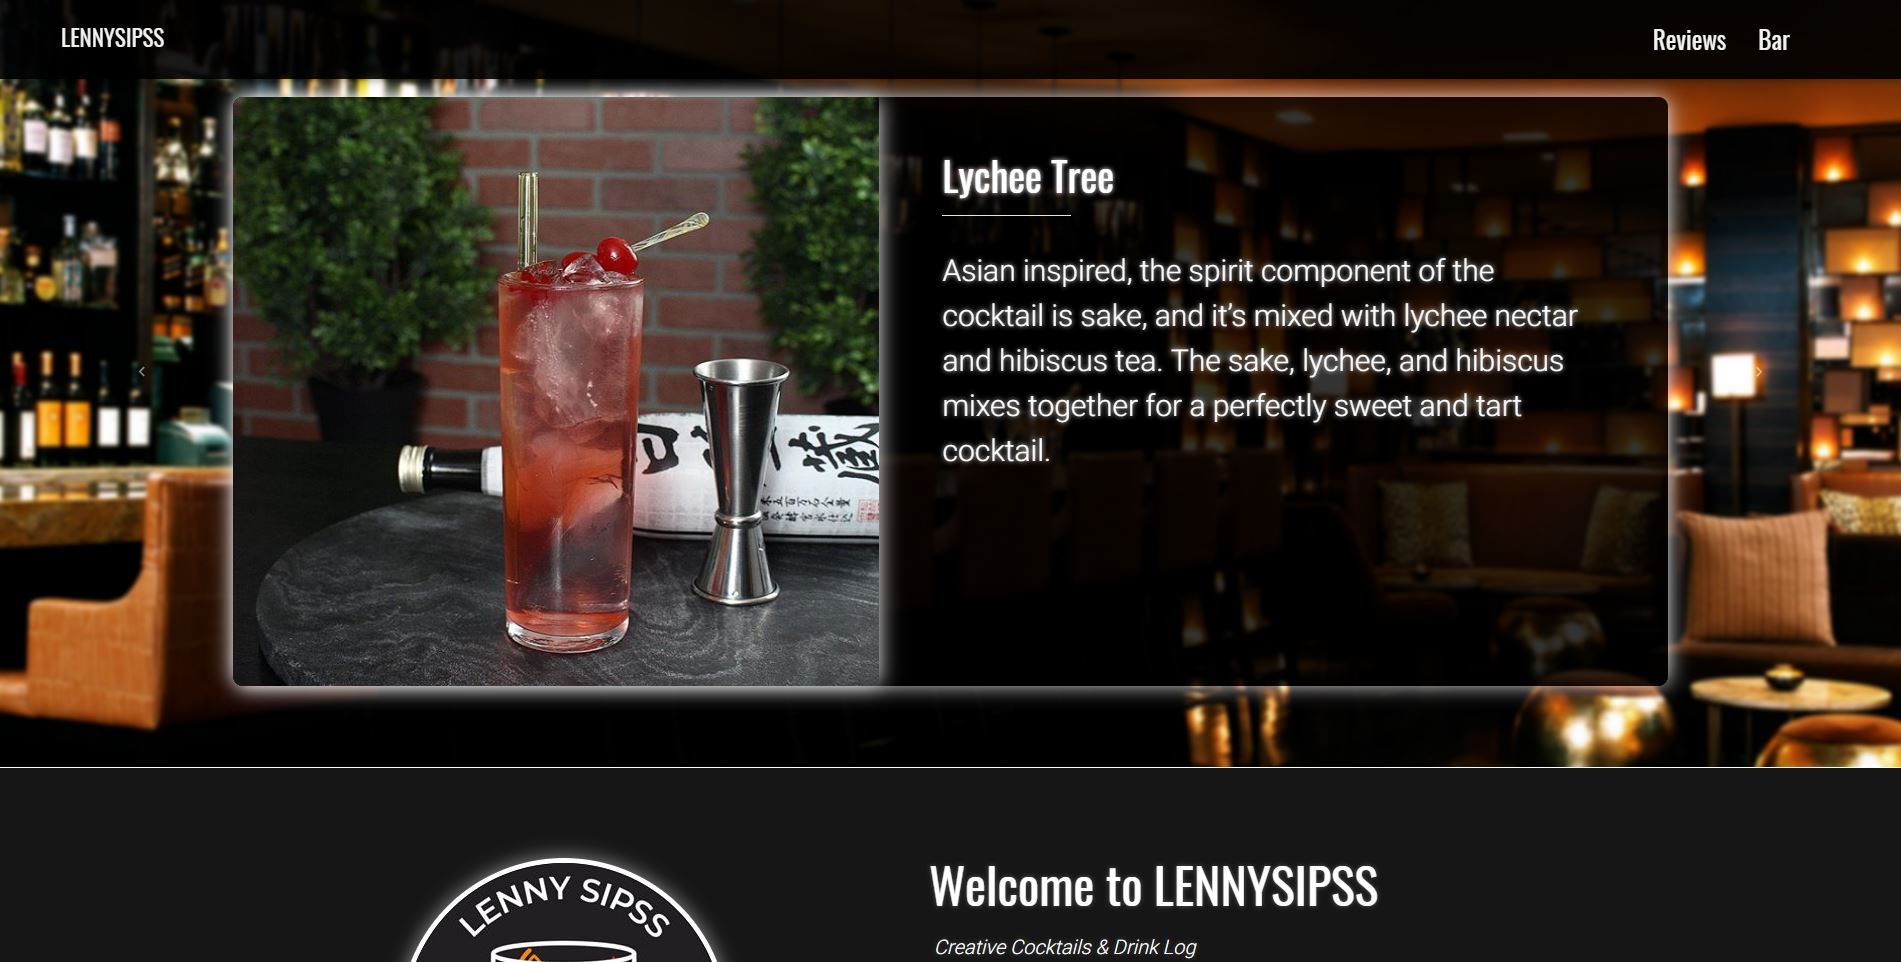 LENNYSIPSS
Reviews Bar
Lychee Tree
Asian inspired, the spirit component of the
cocktail is sake, and it’s mixed with lychee nectar
and hibiscus tea. The sake, lychee, and hibiscus
mixes together for a perfectly sweet and tart
cocktail.
LENNY SIPSS
Welcome to LENNYSIPSS
Creative Cocktails & Drink Log